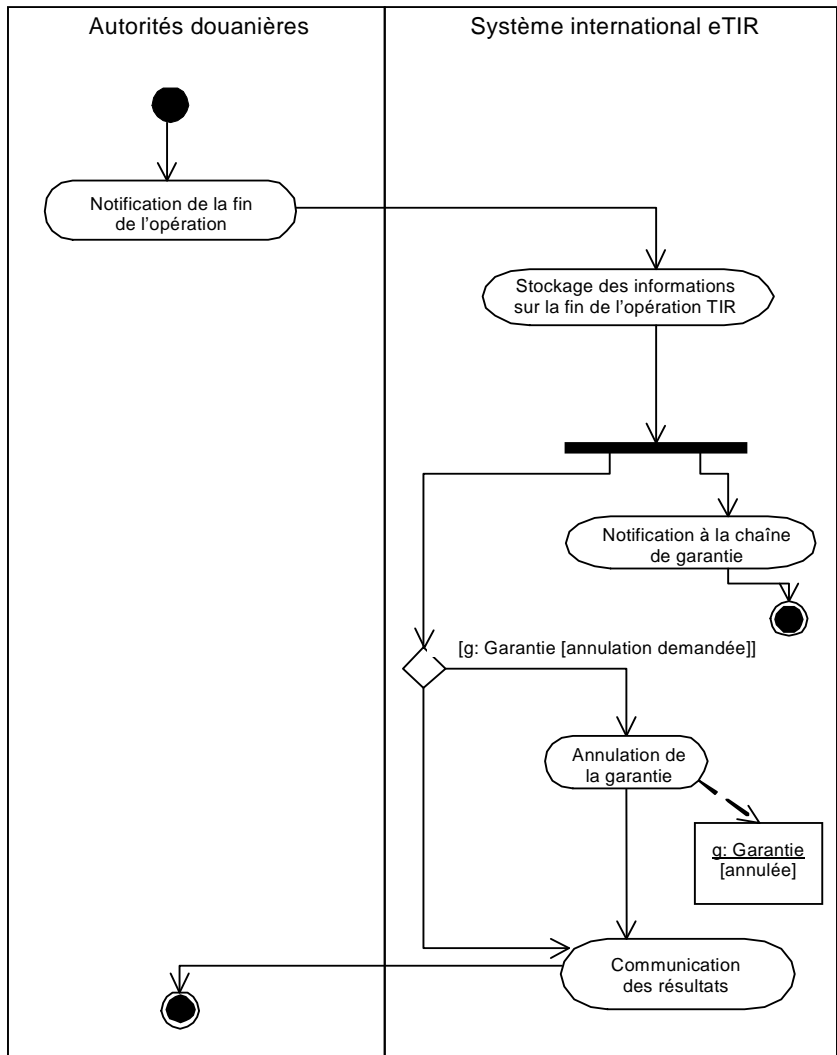 Autorités douanières
Système international eTIR
Notification de la fin
de l'opération
Stockage des informations
sur la fin de l'opération TIR
Notification à la chaîne
de garantie
[g: Garantie [annulation demandée]]
Annulation de
la garantie
g: Garantie
[annulée]
Communication
des résultats